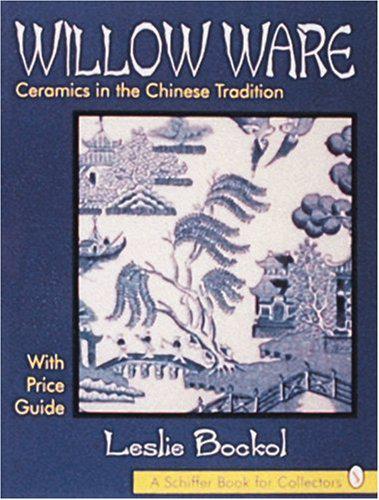 WILLOW WARE
Ceramics in the Chinese Tradition
With
Price
Guide
Leslie Bockol
A Schiffer Book for Collectors